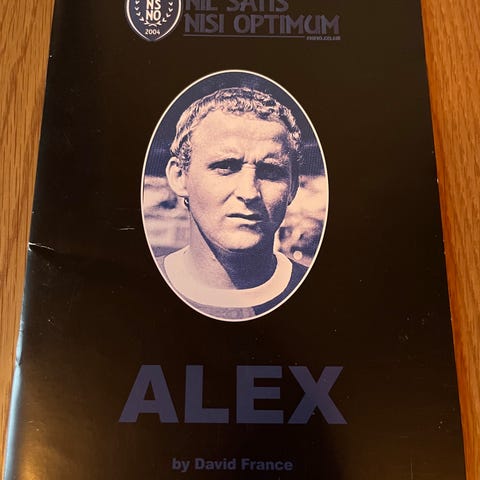 NS
NO
2004
NIL SATIS
NISI OPTIMUM
ALEX
by David France